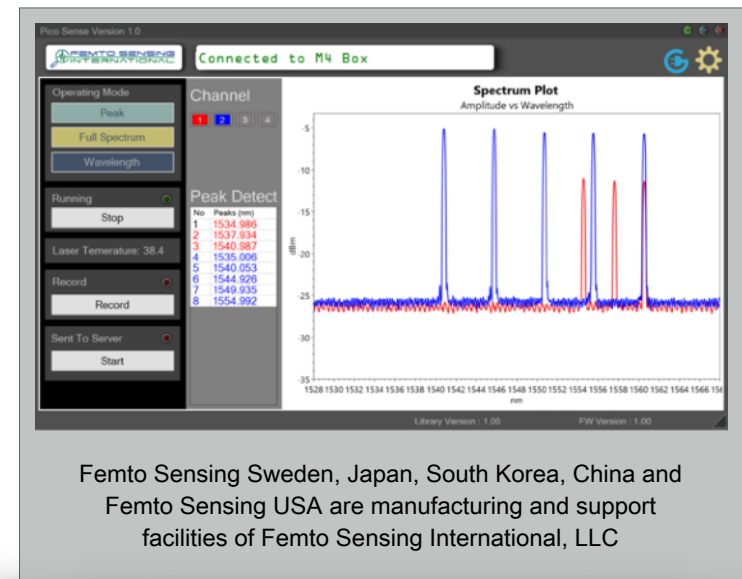 Pico Sense Version 1.0
FEMTO SENSING
INTERNATIONAL
Connected to M4 Box
Operating Mode
Peak
Full Spectrum
Wavelength
Running
Stop
Laser Temerature: 38.4
Record
Record
Sent To Server
Start
Channel
1 2 3 4
Peak Detect
No Peaks (nm)
1 1534.986
2 1537.934
3 1540.987
4 1535.006
5 1540.053
6 1544.926
7 1549.935
8 1554.992
Spectrum Plot
Amplitude vs Wavelength
dBm
-5
-10
-15
-20
-25
-30
-35
1528 1530 1532 1534 1536 1538 1540 1542 1544 1546 1548 1550 1552 1554 1556 1558 1560 1562 1564 1566 156
nm
Library Version : 1.00 FW Version : 1.00
Femto Sensing Sweden, Japan, South Korea, China and
Femto Sensing USA are manufacturing and support
facilities of Femto Sensing International, LLC